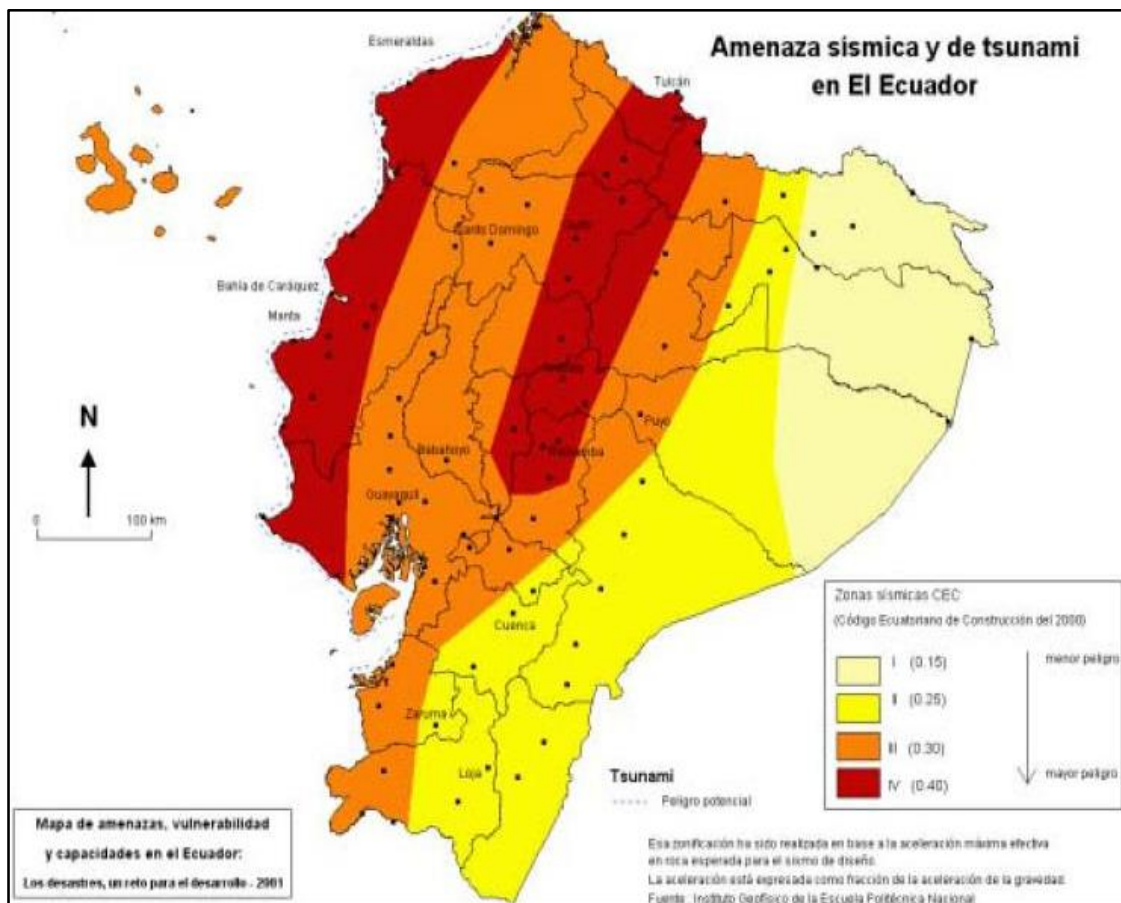 Amenaza sísmica y de tsunami
en El Ecuador
Esmeraldas
Tulcán
Santo Domingo
Quito
Bahía de Caráquez
Manta
N
0 100 km
Puyo
Babahoyo
Riobamba
Guayaquil
Cuenca
Zaruma
Loja
Zonas sísmicas CEC
(Código Ecuatoriano de Construcción del 2000)
I (0.15)
menor peligro
II (0.25)
III (0.30)
IV (0.40)
mayor peligro
Tsunami
Peligro potencial
Mapa de amenazas, vulnerabilidad
y capacidades en el Ecuador:
Los desastres, un reto para el desarrollo - 2001
Esa zonificación ha sido realizada en base a la aceleración máxima efectiva
en roca esperada para el sismo de diseño.
La aceleración está expresada como fracción de la aceleración de la gravedad.
Fuente: Instituto Geofísico de la Escuela Politécnica Nacional